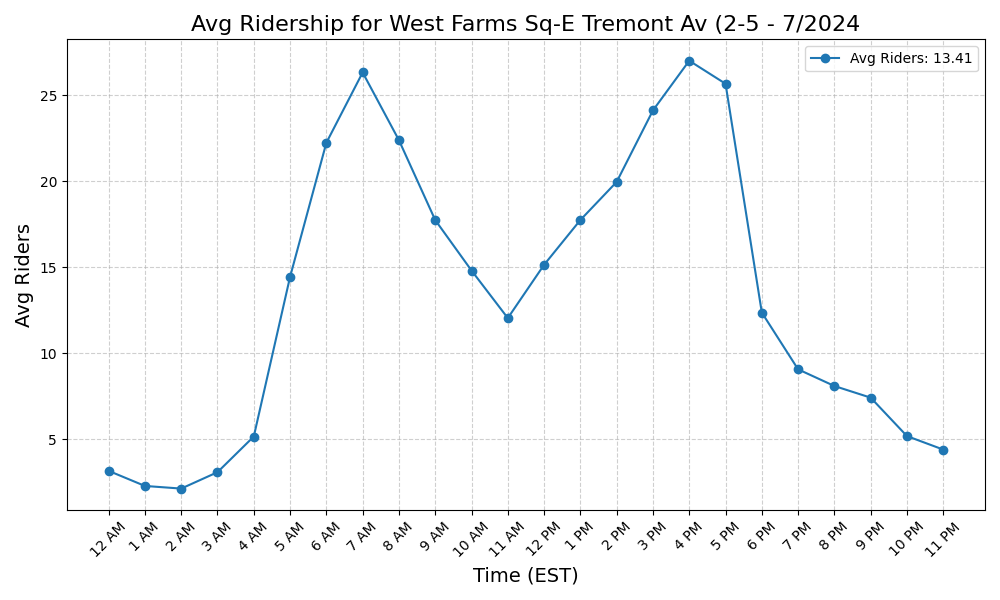 Avg Ridership for West Farms Sq-E Tremont Av (2-5 - 7/2024
Avg Riders: 13.41
Avg Riders
25
20
15
10
5
12 AM
1 AM
2 AM
3 AM
4 AM
5 AM
6 AM
7 AM
8 AM
9 AM
10 AM
11 AM
12 PM
1 PM
2 PM
3 PM
4 PM
5 PM
6 PM
7 PM
8 PM
9 PM
10 PM
11 PM
Time (EST)